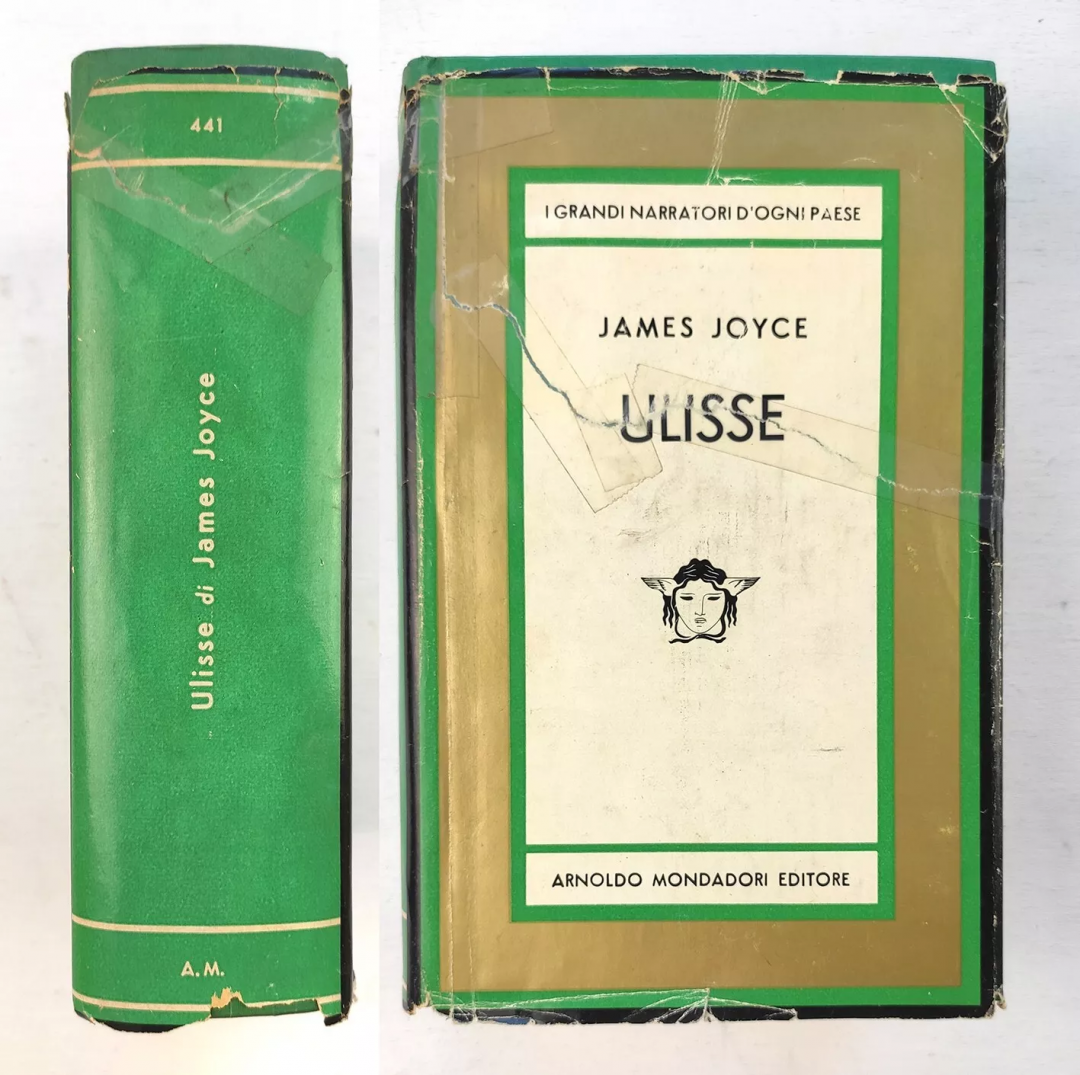 441
Ulisse di James Joyce
A.M.
I GRANDI NARRATORI D'OGNI PAESE
JAMES JOYCE
ULISSE
ARNOLDO MONDADORI EDITORE